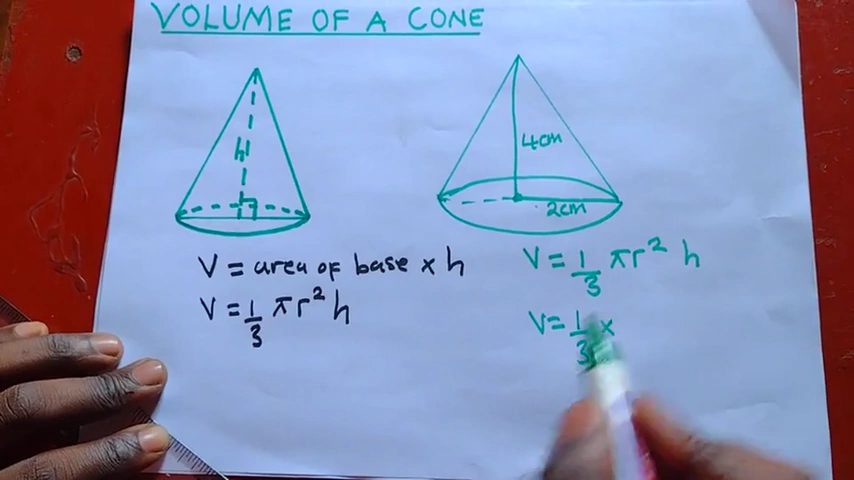 VOLUME OF A CONE
h
4cm
2cm
V = area of base × h
V = 1/3 πr² h
V = 1/3 πr² h
V = 1/3 ×